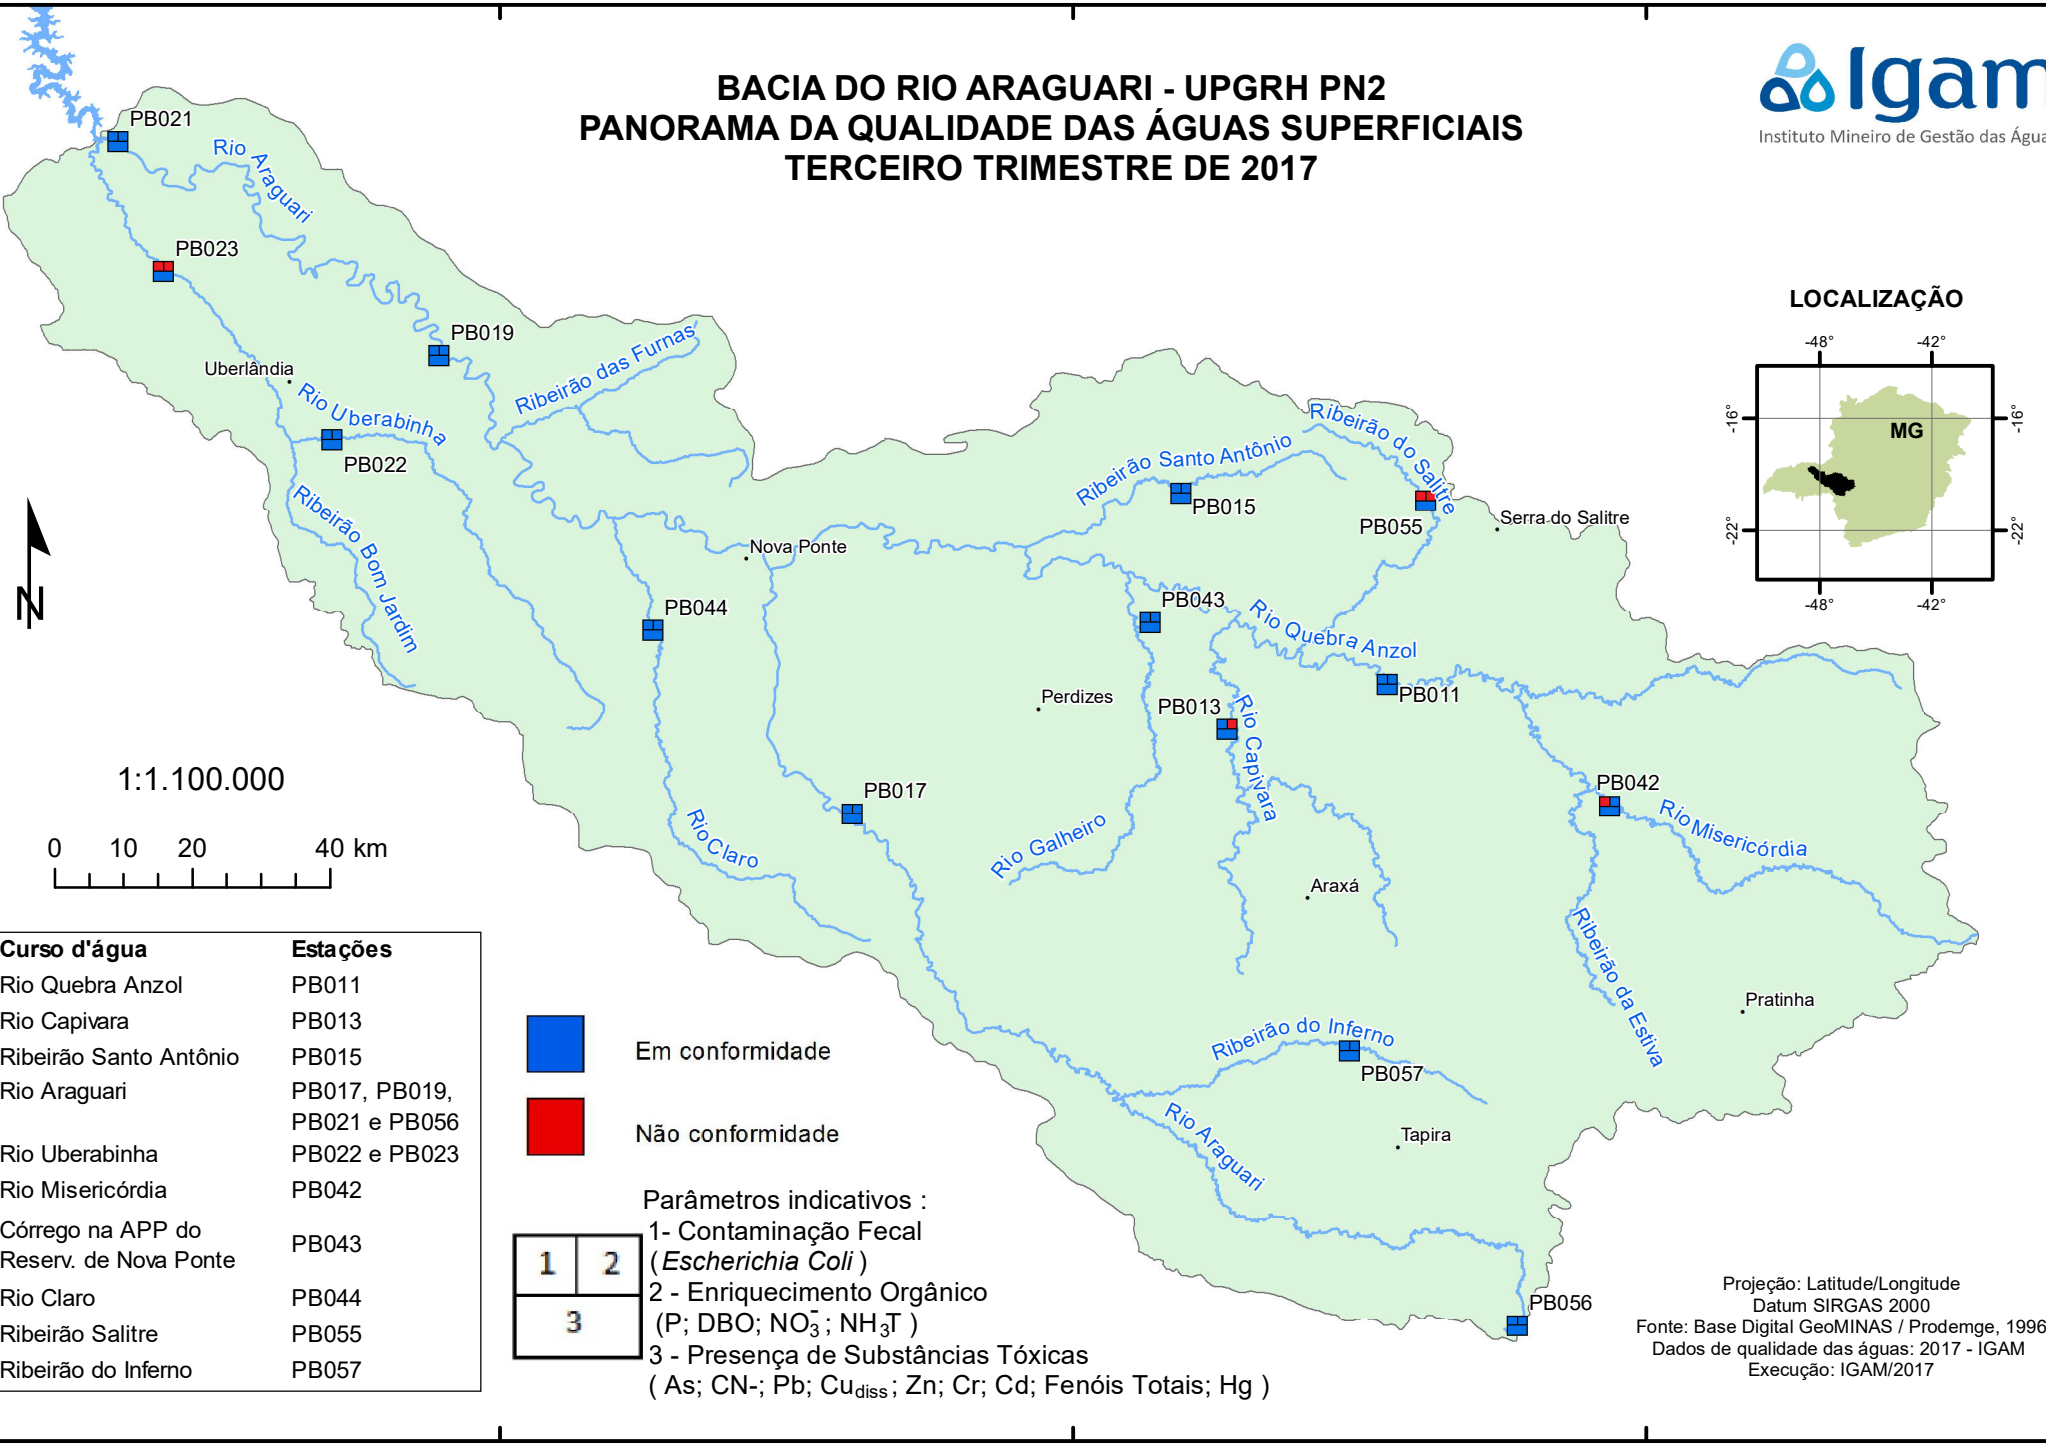 BACIA DO RIO ARAGUARI - UPGRH PN2
PANORAMA DA QUALIDADE DAS ÁGUAS SUPERFICIAIS
TERCEIRO TRIMESTRE DE 2017
Igam
Instituto Mineiro de Gestão das Água
PB021
Rio Araguari
PB023
PB019
Uberlândia
Ribeirão das Furnas
Rio Uberabinha
PB022
Ribeirão Bom Jardim
Ribeirão Santo Antônio
PB015
Ribeirão do Salitre
PB055
Serra do Salitre
Nova Ponte
PB044
PB043
Rio Quebra Anzol
PB011
Perdizes
PB013
Rio Capivara
PB042
Rio Misericórdia
PB017
Rio Claro
Rio Galheiro
Araxá
Ribeirão da Estiva
Pratinha
Ribeirão do Inferno
PB057
Rio Araguari
Tapira
PB056
LOCALIZAÇÃO
-48° -42°
-16° -16°
MG
-22° -22°
-48° -42°
N
1:1.100.000
0 10 20 40 km
Curso d'água Estações
Rio Quebra Anzol PB011
Rio Capivara PB013
Ribeirão Santo Antônio PB015
Rio Araguari PB017, PB019,
PB021 e PB056
Rio Uberabinha PB022 e PB023
Rio Misericórdia PB042
Córrego na APP do
Reserv. de Nova Ponte PB043
Rio Claro PB044
Ribeirão Salitre PB055
Ribeirão do Inferno PB057
Em conformidade
Não conformidade
Parâmetros indicativos :
1 2
3
1- Contaminação Fecal
(Escherichia Coli )
2 - Enriquecimento Orgânico
(P; DBO; NO₃⁻; NH₃T )
3 - Presença de Substâncias Tóxicas
( As; CN-; Pb; Cudiss ; Zn; Cr; Cd; Fenóis Totais; Hg )
Projeção: Latitude/Longitude
Datum SIRGAS 2000
Fonte: Base Digital GeoMINAS / Prodemge, 1996
Dados de qualidade das águas: 2017 - IGAM
Execução: IGAM/2017